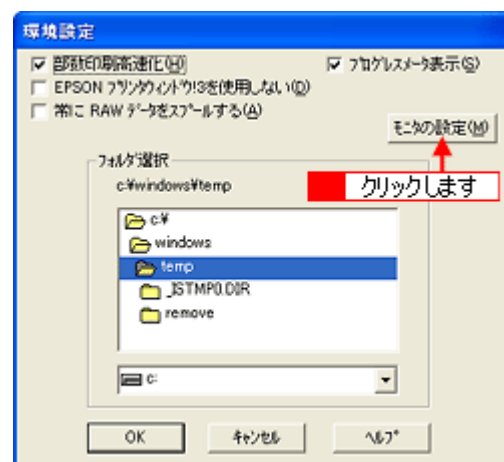 環境設定
部数印刷高速化(H)
プログレスメータ表示(S)
EPSON プリンタウィンドウ!3を使用しない(D)
常に RAW データをスプールする(A)
モニタの設定(M)
クリックします
フォルダ選択
c:¥windows¥temp
c:¥
windows
temp
_ISTMP0.DIR
remove
c:
OK
キャンセル
ヘルプ